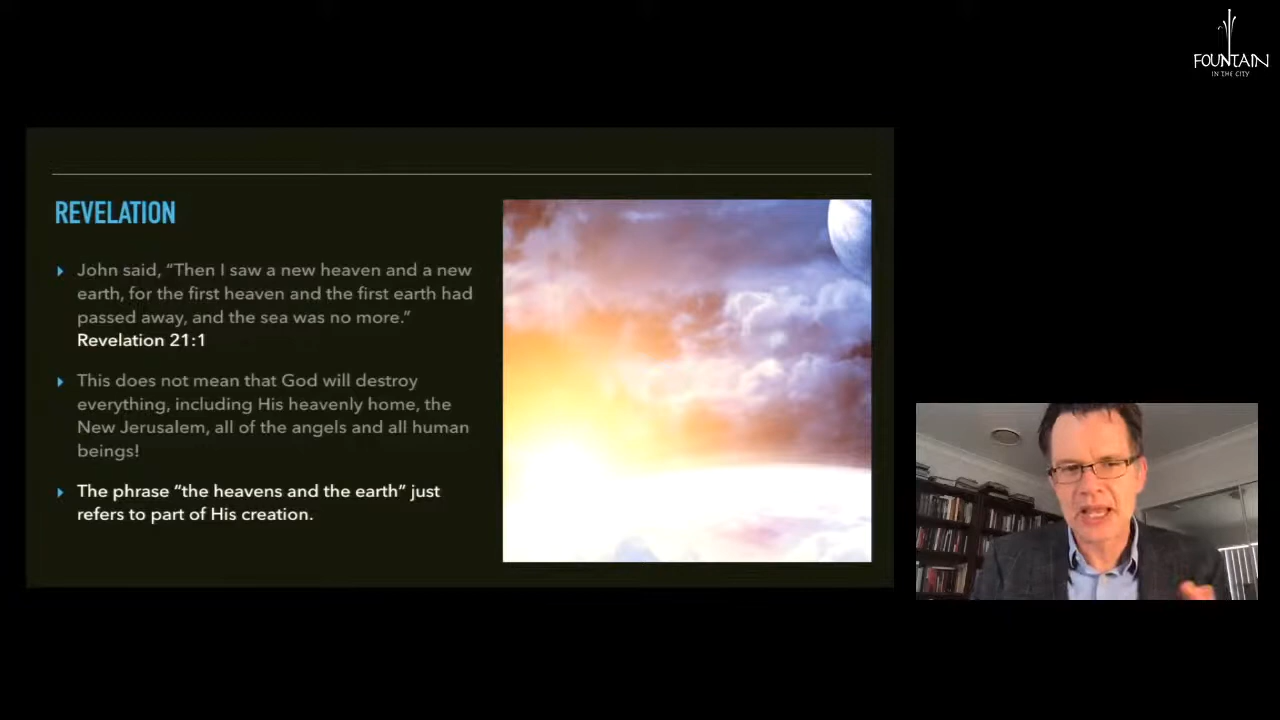 FOUNTAIN
IN THE CITY
REVELATION
John said, “Then I saw a new heaven and a new
earth, for the first heaven and the first earth had
passed away, and the sea was no more.”
Revelation 21:1
This does not mean that God will destroy
everything, including His heavenly home, the
New Jerusalem, all of the angels and all human
beings!
The phrase “the heavens and the earth” just
refers to part of His creation.